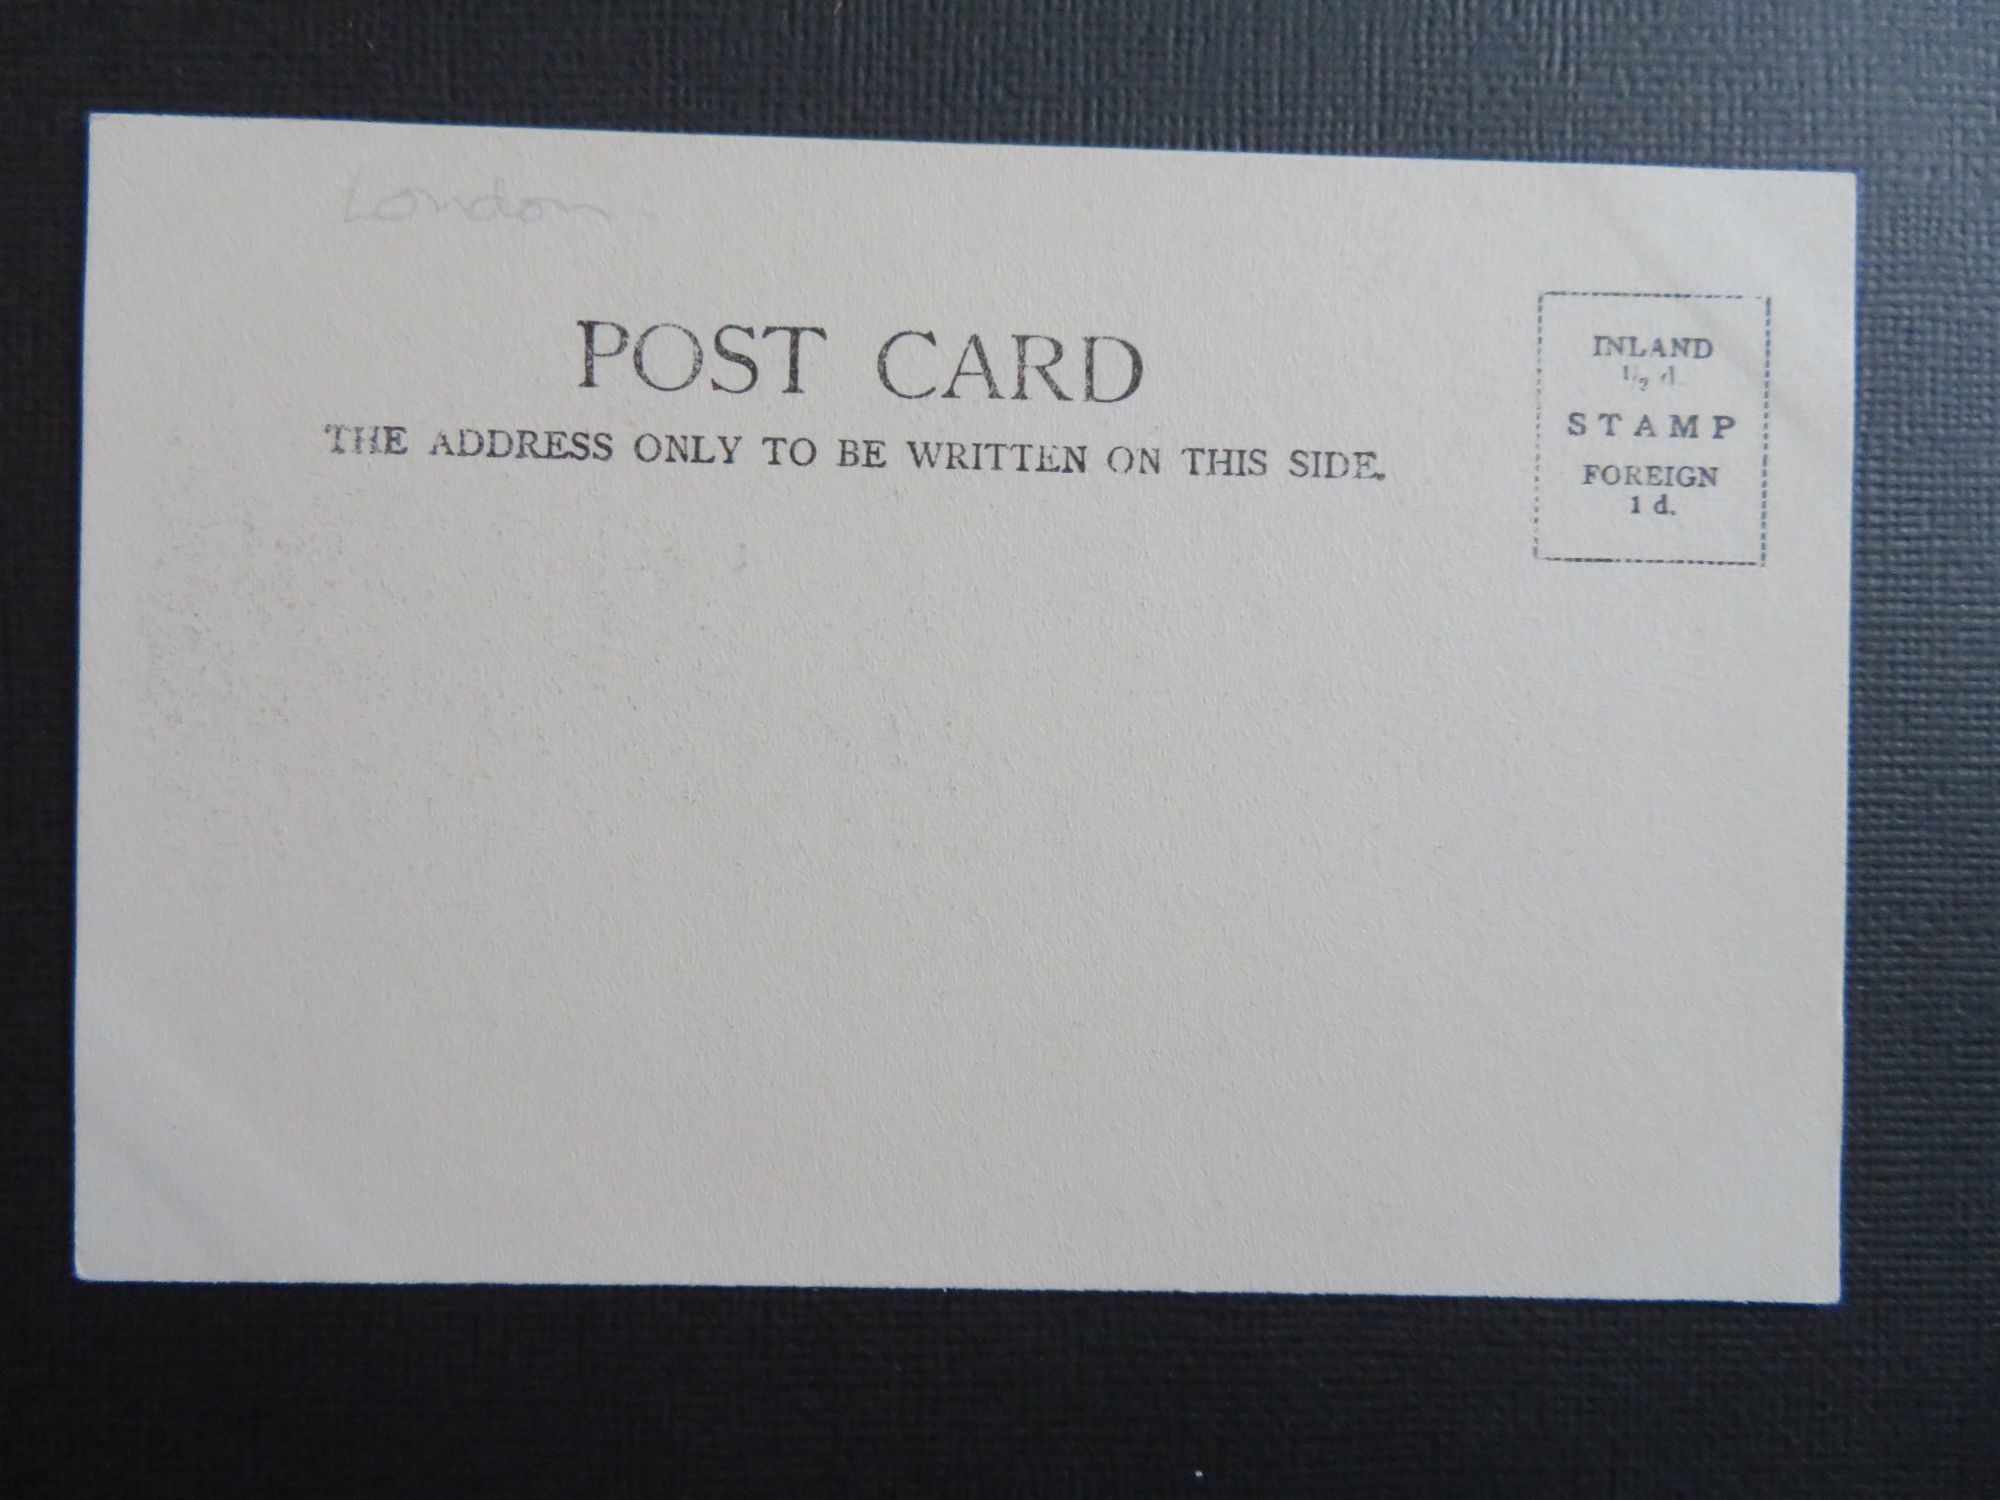 London
POST CARD
THE ADDRESS ONLY TO BE WRITTEN ON THIS SIDE.
INLAND
1/2 d.
STAMP
FOREIGN
1 d.